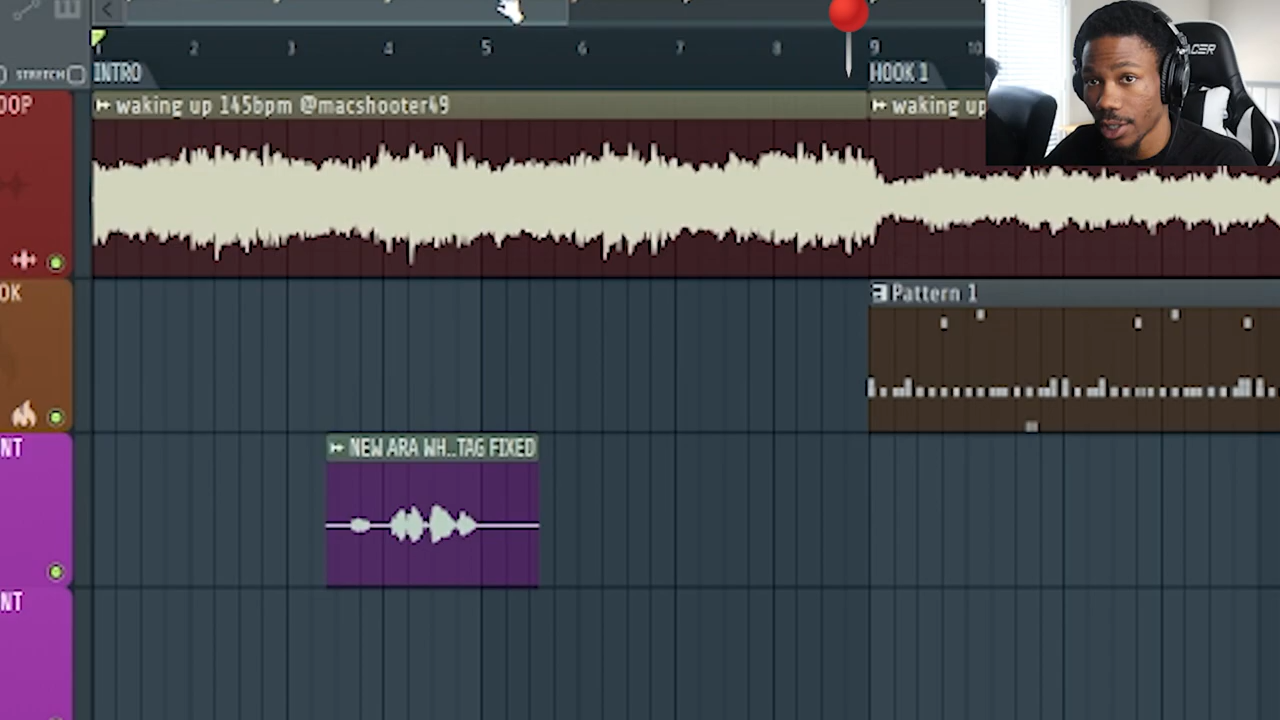 1 2 3 4 5 6 7 8 9 10
STRETCH
INTRO HOOK 1
OOP
waking up 145bpm @macshooter49
waking up
OK
Pattern 1
NT
NEW ARA WH..TAG FIXED
NT